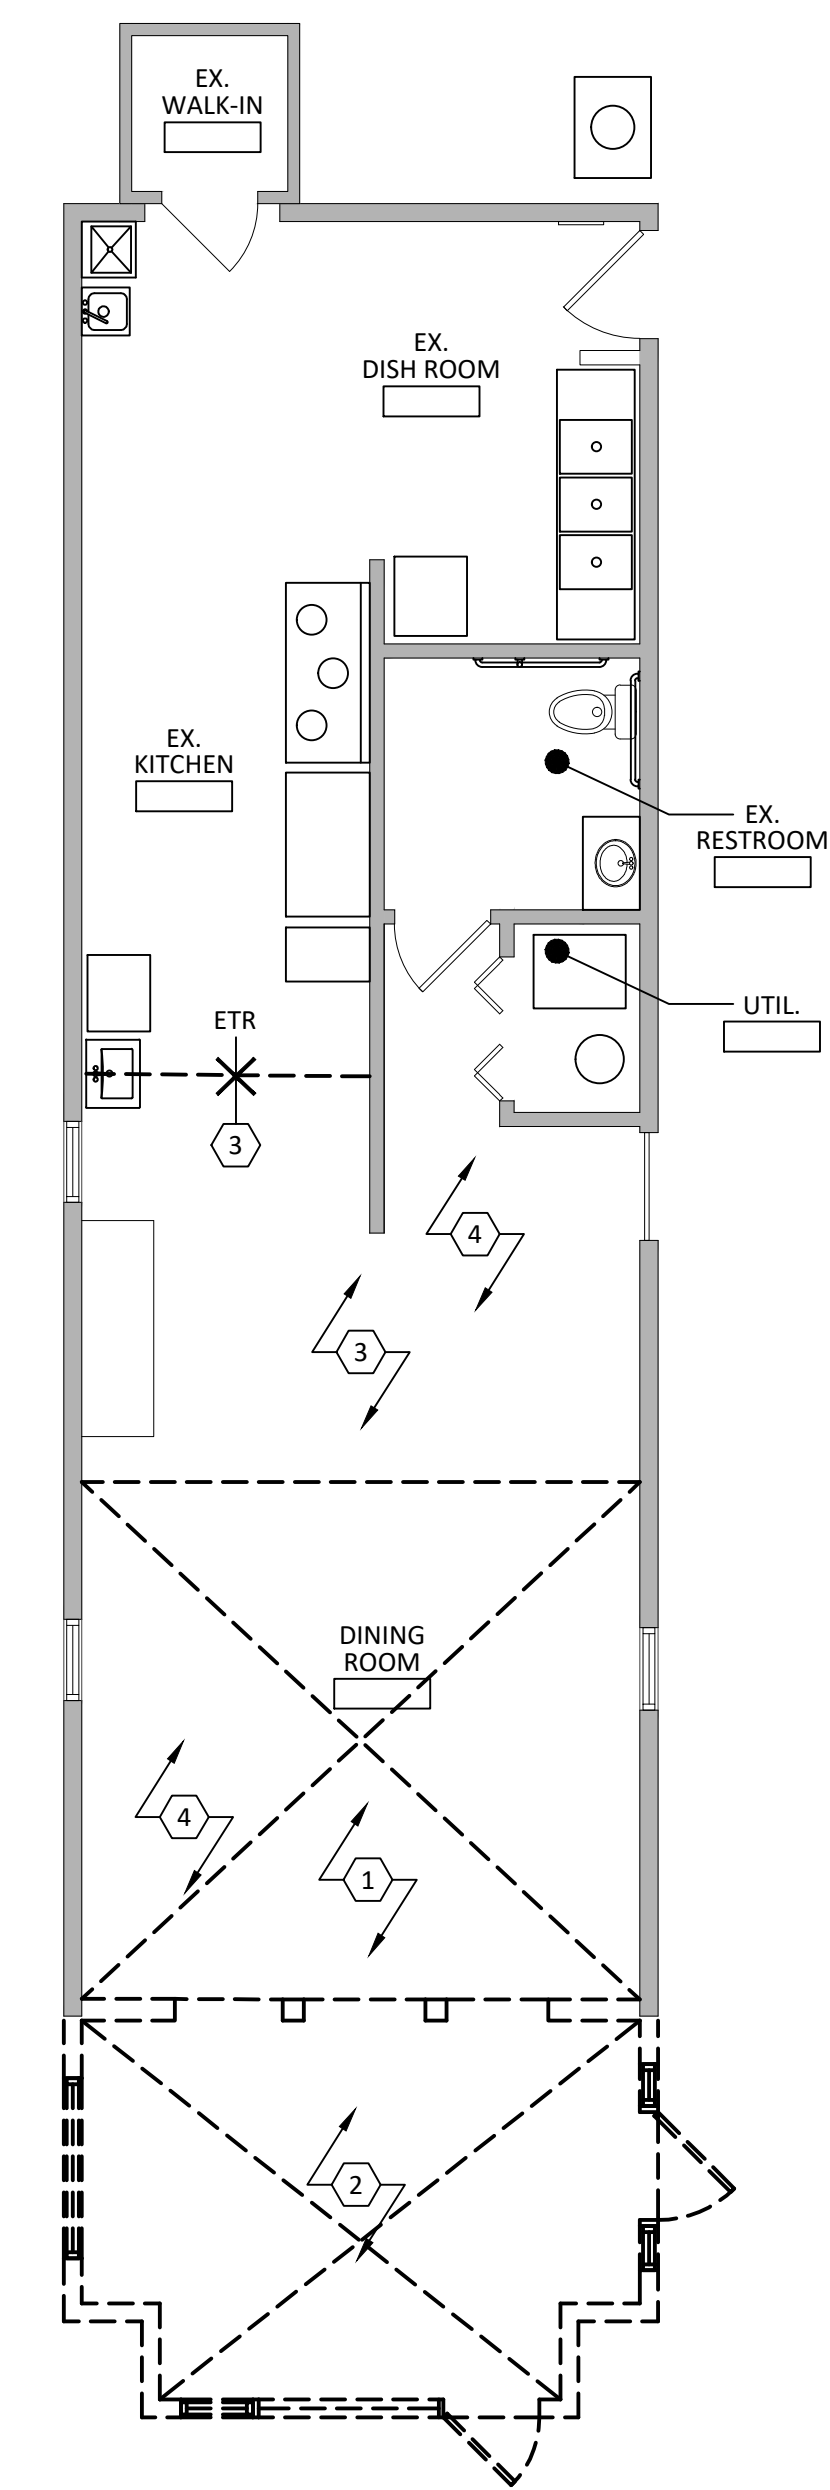 EX.
WALK-IN
EX.
DISH ROOM
EX.
KITCHEN
EX.
RESTROOM
UTIL.
ETR
3
4
3
DINING
ROOM
4
1
2